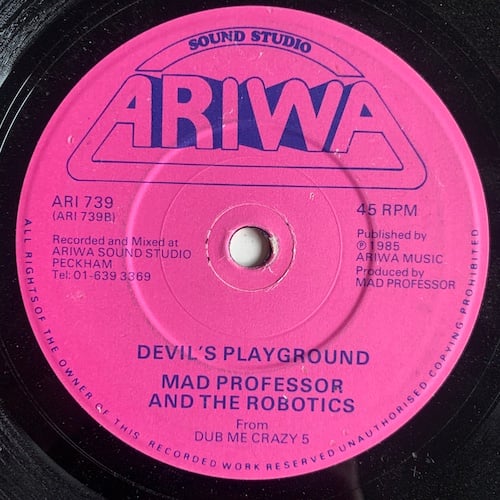 SOUND STUDIO
ARIWA
ARI 739
(ARI 739B)
45 RPM
Recorded and Mixed at
ARIWA SOUND STUDIO
PECKHAM
Tel: 01-639 3369
Published by
℗ 1985
ARIWA MUSIC
Produced by
MAD PROFESSOR
DEVIL'S PLAYGROUND
MAD PROFESSOR
AND THE ROBOTICS
From
DUB ME CRAZY 5
ALL RIGHTS OF THE OWNER OF THIS RECORDED WORK RESERVED UNAUTHORISED COPYING PROHIBITED